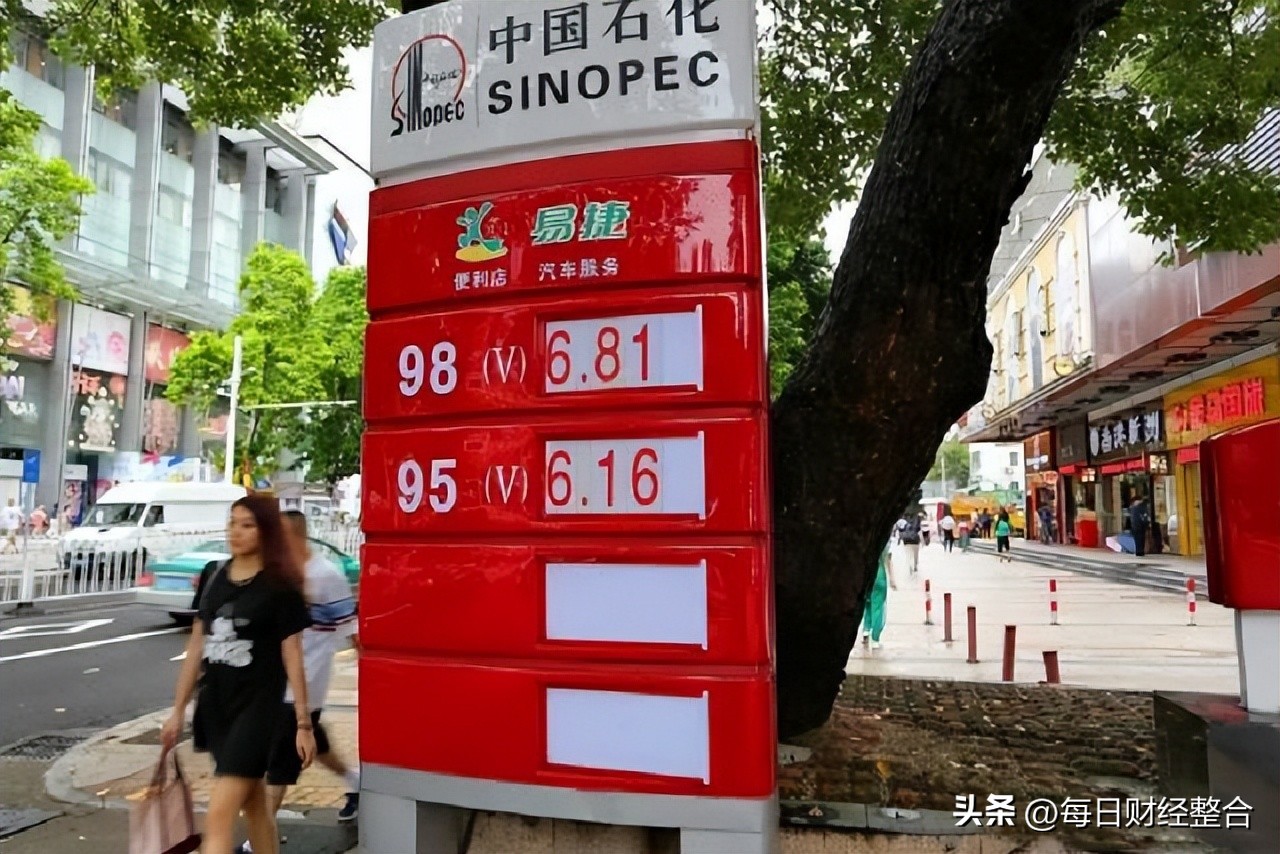 中国石化
SINOPEC
SINOPEC
易捷
便利店 汽车服务
98 (V) 6.81
95 (V) 6.16
头条 @每日财经整合